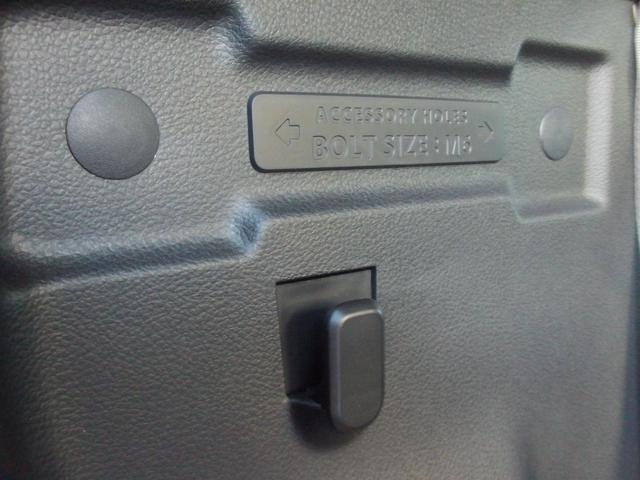 ACCESSORY HOLES
BOLT SIZE : M6